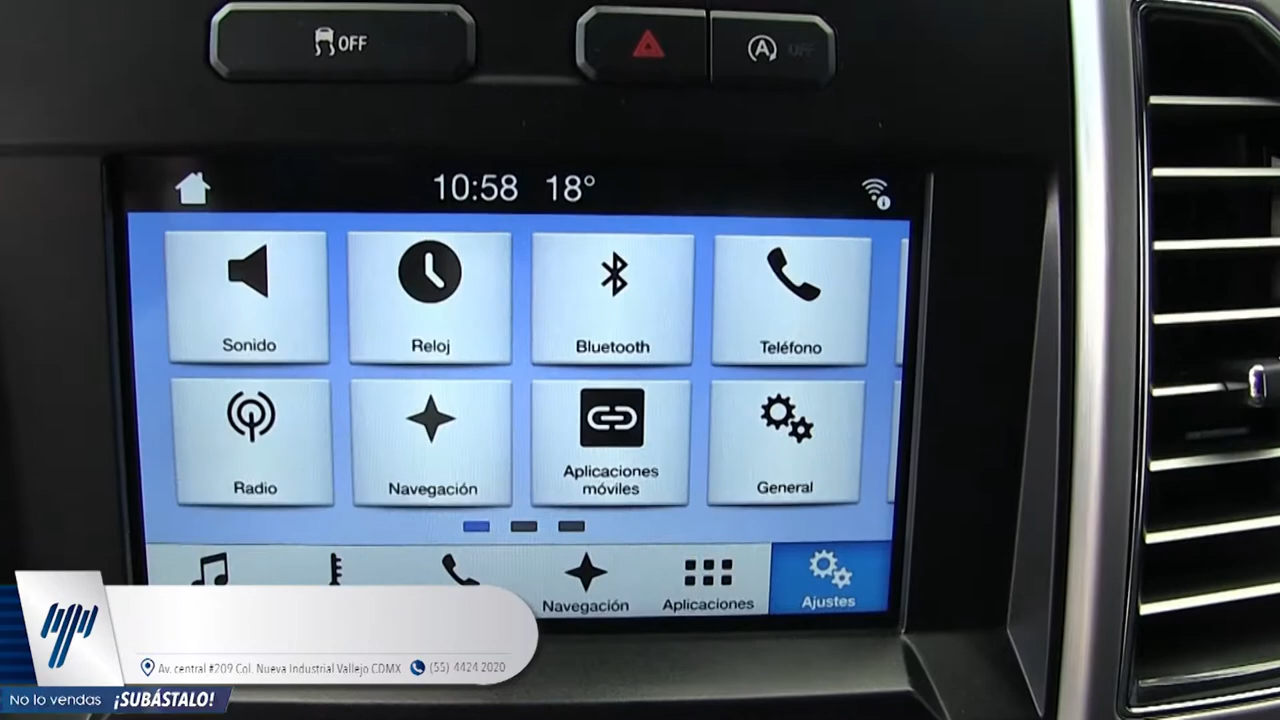 OFF
A OFF
10:58 18°
Sonido
Reloj
Bluetooth
Teléfono
Radio
Navegación
Aplicaciones
móviles
General
Navegación
Aplicaciones
Ajustes
Av. central #209 Col. Nueva Industrial Vallejo CDMX
(55) 4424 2020
No lo vendas ¡SUBÁSTALO!